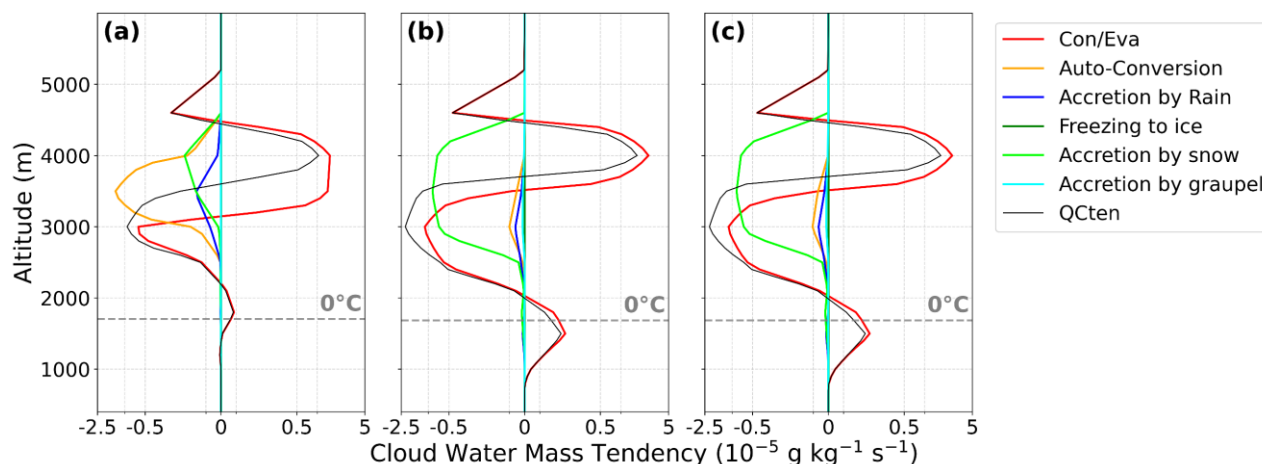 (a) (b) (c)
Con/Eva
Auto-Conversion
Accretion by Rain
Freezing to ice
Accretion by snow
Accretion by graupel
QCten
Altitude (m)
5000
4000
3000
2000
1000
0°C 0°C 0°C
-2.5 -0.5 0 0.5 5 -2.5 -0.5 0 0.5 5 -2.5 -0.5 0 0.5 5
Cloud Water Mass Tendency (10⁻⁵ g kg⁻¹ s⁻¹)